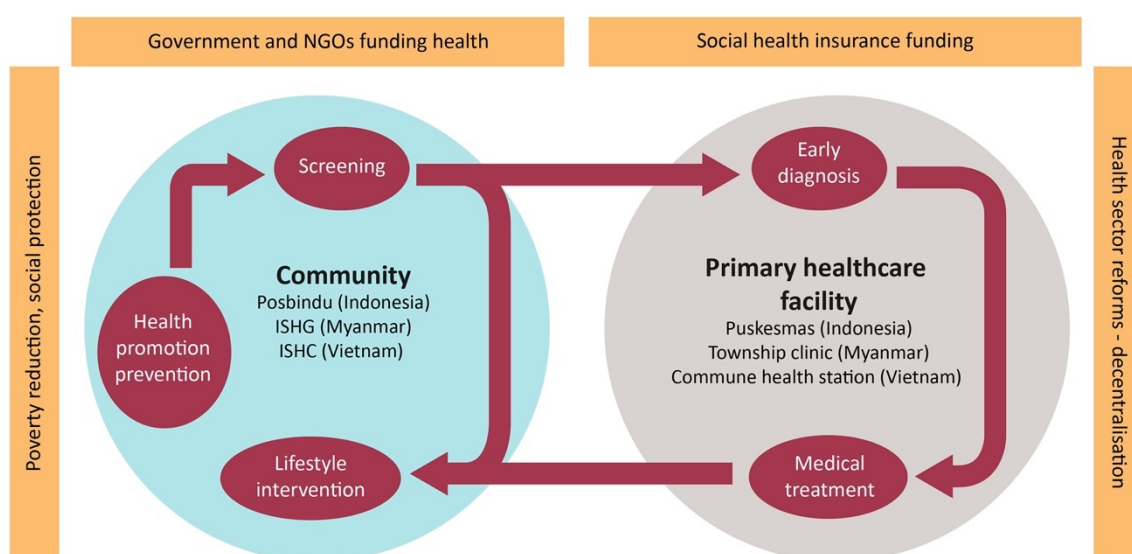 Government and NGOs funding health
Social health insurance funding
Poverty reduction, social protection
Screening
Health
promotion
prevention
Community
Posbindu (Indonesia)
ISHG (Myanmar)
ISHC (Vietnam)
Lifestyle
intervention
Early
diagnosis
Primary healthcare
facility
Puskesmas (Indonesia)
Township clinic (Myanmar)
Commune health station (Vietnam)
Medical
treatment
Health sector reforms - decentralisation